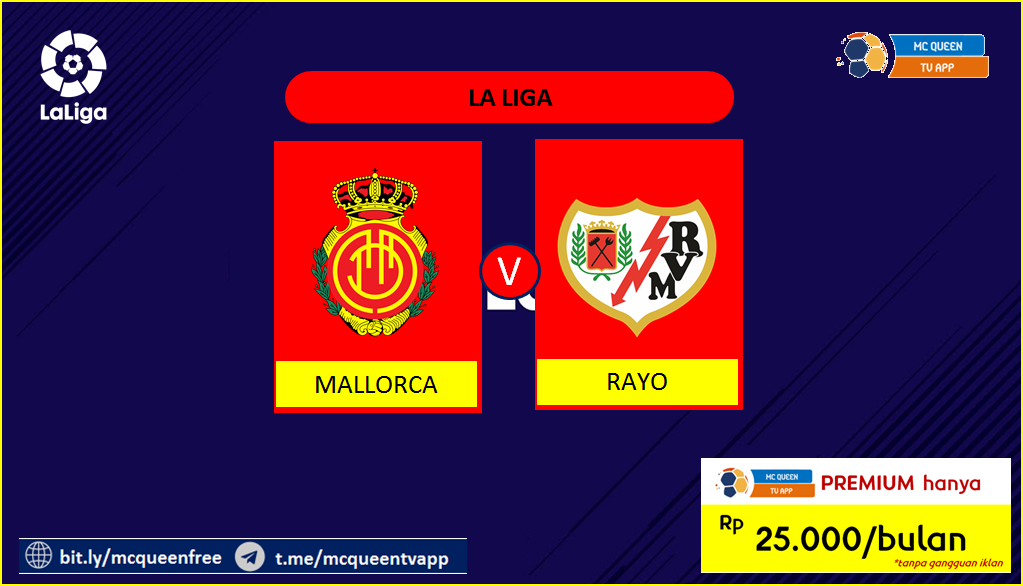 LaLiga
MC QUEEN
TV APP
LA LIGA
V
RVM
MALLORCA
RAYO
MC QUEEN
TV APP
PREMIUM hanya
Rp 25.000/bulan
*tanpa gangguan iklan
bit.ly/mcqueenfree
t.me/mcqueentvapp